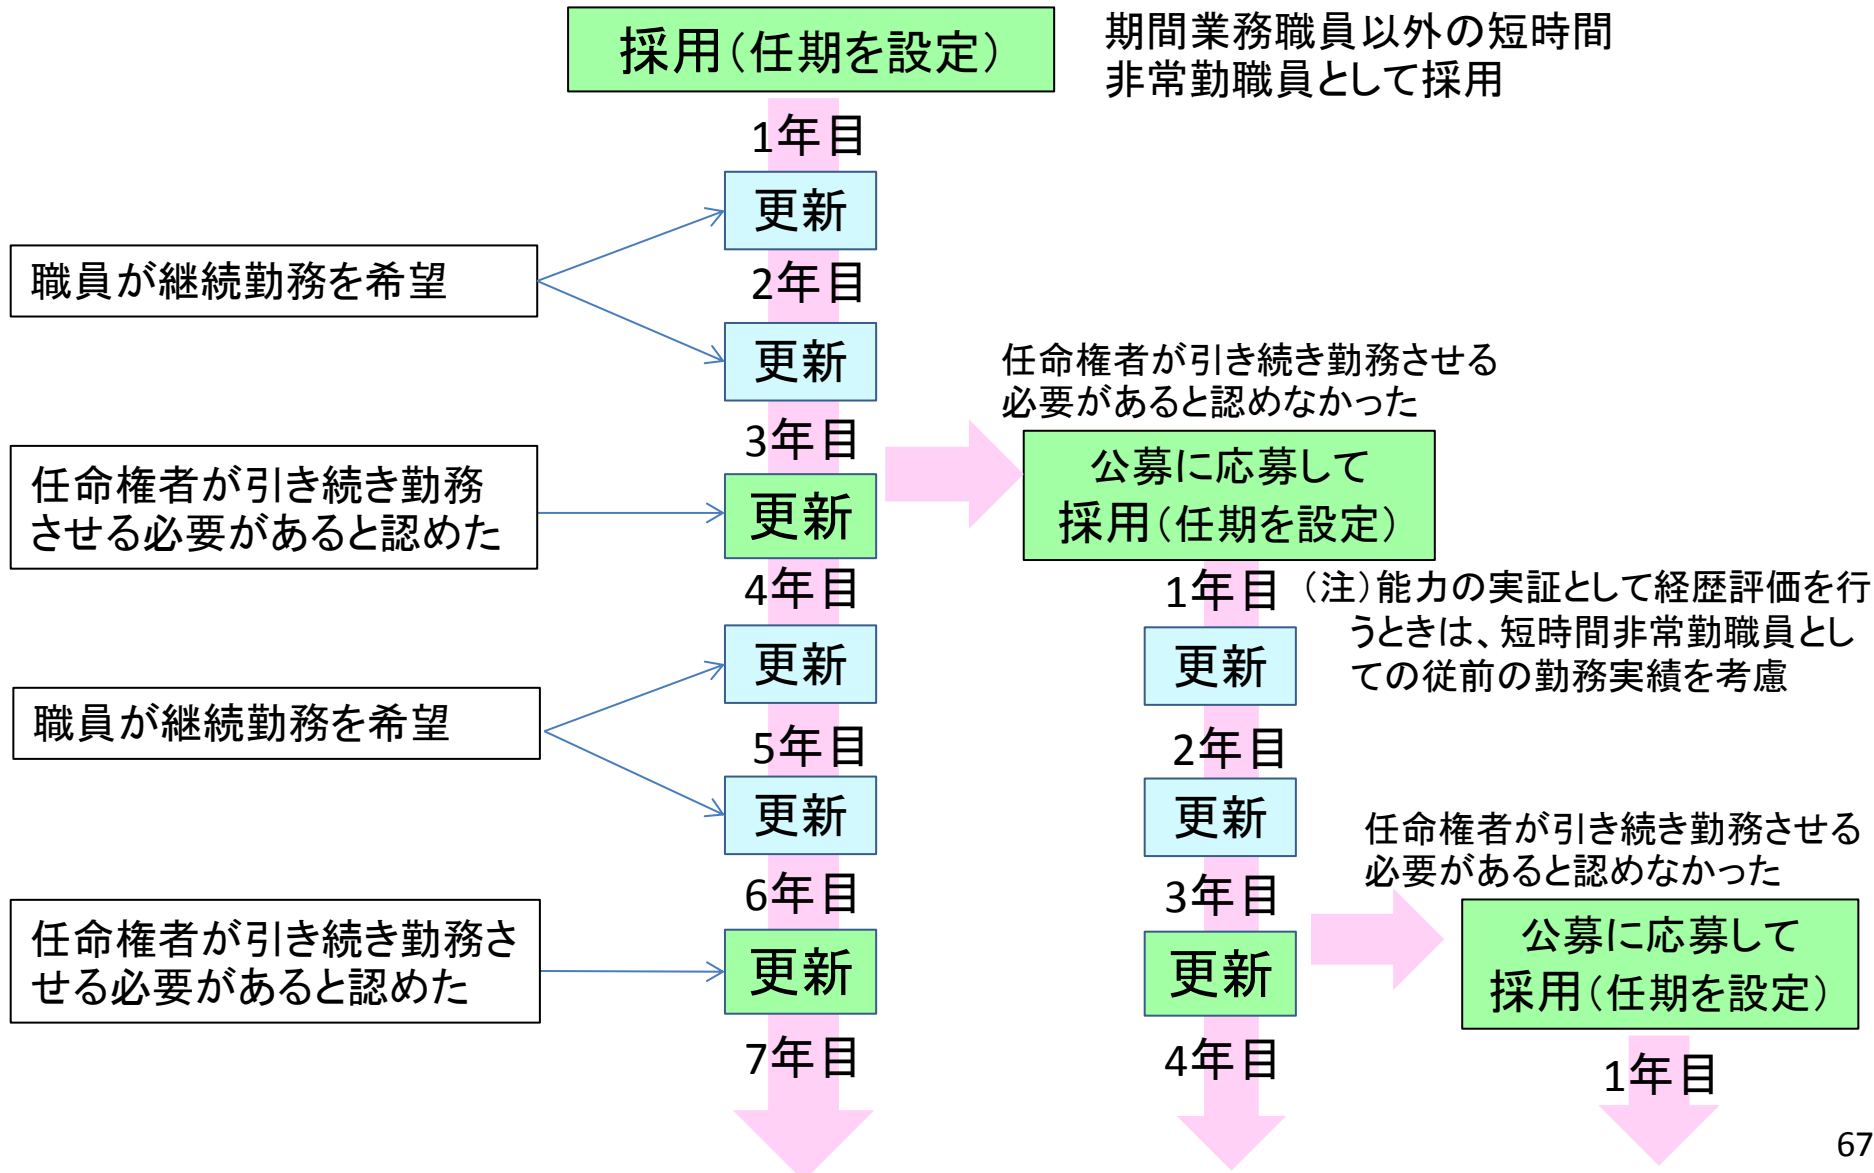 採用（任期を設定）
期間業務職員以外の短時間
非常勤職員として採用
1年目
更新
職員が継続勤務を希望
2年目
更新
任命権者が引き続き勤務させる
必要があると認めなかった
3年目
公募に応募して
採用（任期を設定）
任命権者が引き続き勤務
させる必要があると認めた
更新
4年目
1年目
（注）能力の実証として経歴評価を行
うときは、短時間非常勤職員とし
ての従前の勤務実績を考慮
更新
更新
職員が継続勤務を希望
5年目
2年目
更新
更新
任命権者が引き続き勤務させる
必要があると認めなかった
6年目
3年目
任命権者が引き続き勤務さ
せる必要があると認めた
更新
更新
公募に応募して
採用（任期を設定）
7年目
4年目
1年目
67